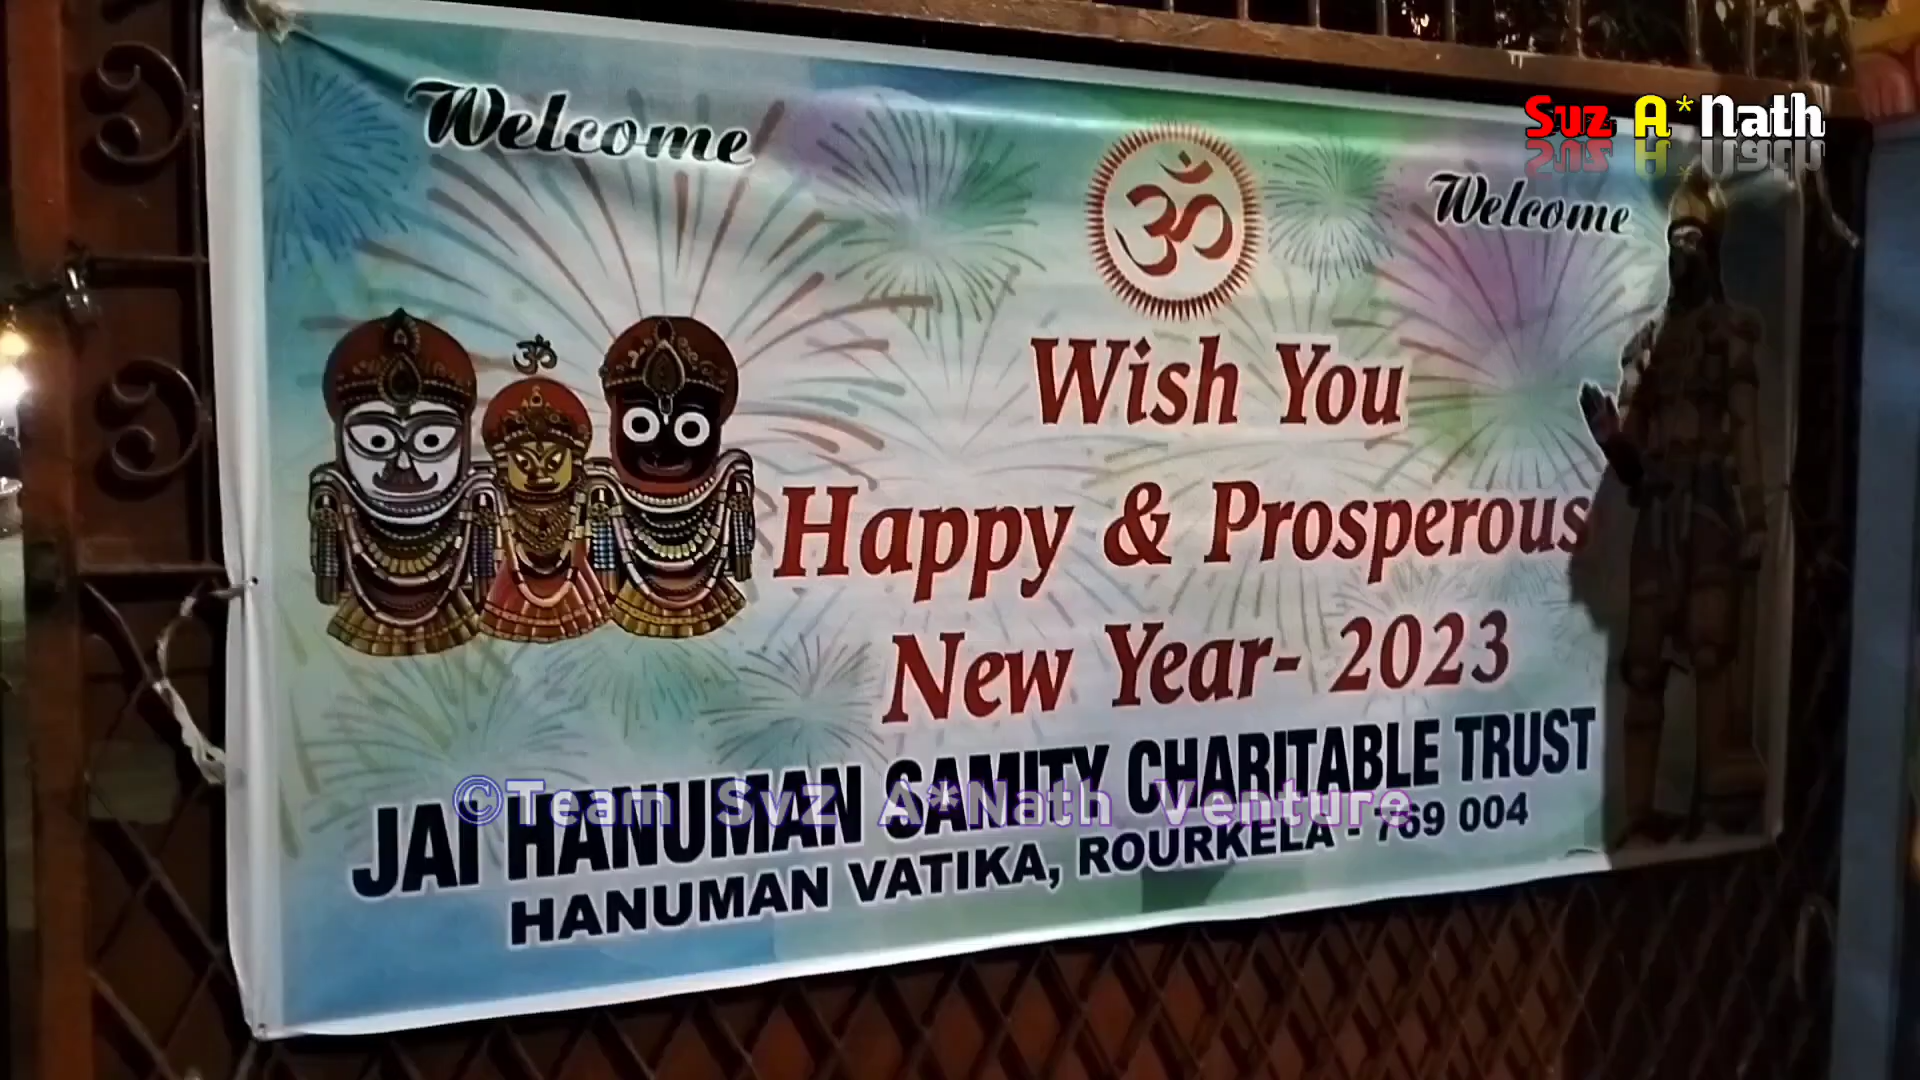 Suz A*Nath
Welcome
ॐ
Welcome
ॐ
Wish You
Happy & Prosperous
New Year- 2023
JAI HANUMAN SAMITY CHARITABLE TRUST
©Team Svz A*Nath Venture
HANUMAN VATIKA, ROURKELA - 769 004